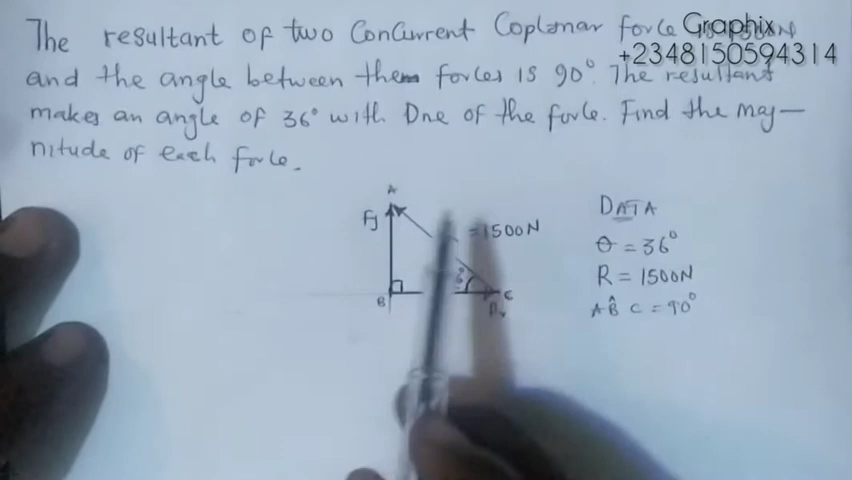 The resultant of two Concurrent Coplanar force
Graphix
+2348150594314
and the angle between them forces is 90°. The resultant
makes an angle of 36° with One of the force. Find the mag-
nitude of each force.
A
Fy
=1500N
B
C
DATA
θ = 36°
R = 1500N
AB̂C = 90°